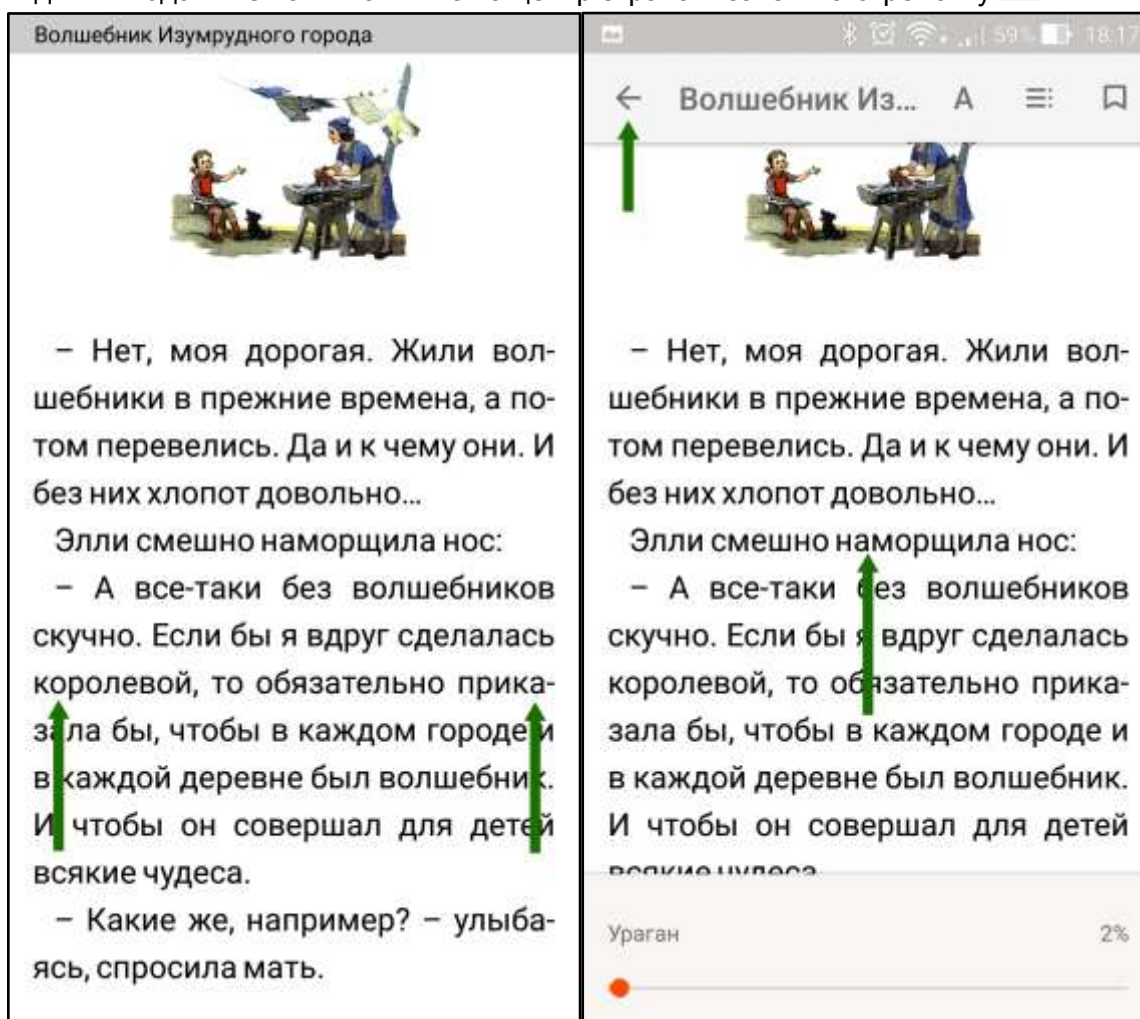 Волшебник Изумрудного города
– Нет, моя дорогая. Жили вол-
шебники в прежние времена, а по-
том перевелись. Да и к чему они. И
без них хлопот довольно...
Элли смешно наморщила нос:
– А все-таки без волшебников
скучно. Если бы я вдруг сделалась
королевой, то обязательно прика-
зала бы, чтобы в каждом городе и
в каждой деревне был волшебник.
И чтобы он совершал для детей
всякие чудеса.
– Какие же, например? – улыба-
ясь, спросила мать.
59% 18:17
Волшебник Из... A
– Нет, моя дорогая. Жили вол-
шебники в прежние времена, а по-
том перевелись. Да и к чему они. И
без них хлопот довольно...
Элли смешно наморщила нос:
– А все-таки без волшебников
скучно. Если бы я вдруг сделалась
королевой, то обязательно прика-
зала бы, чтобы в каждом городе и
в каждой деревне был волшебник.
И чтобы он совершал для детей
всякие чудеса
Ураган 2%